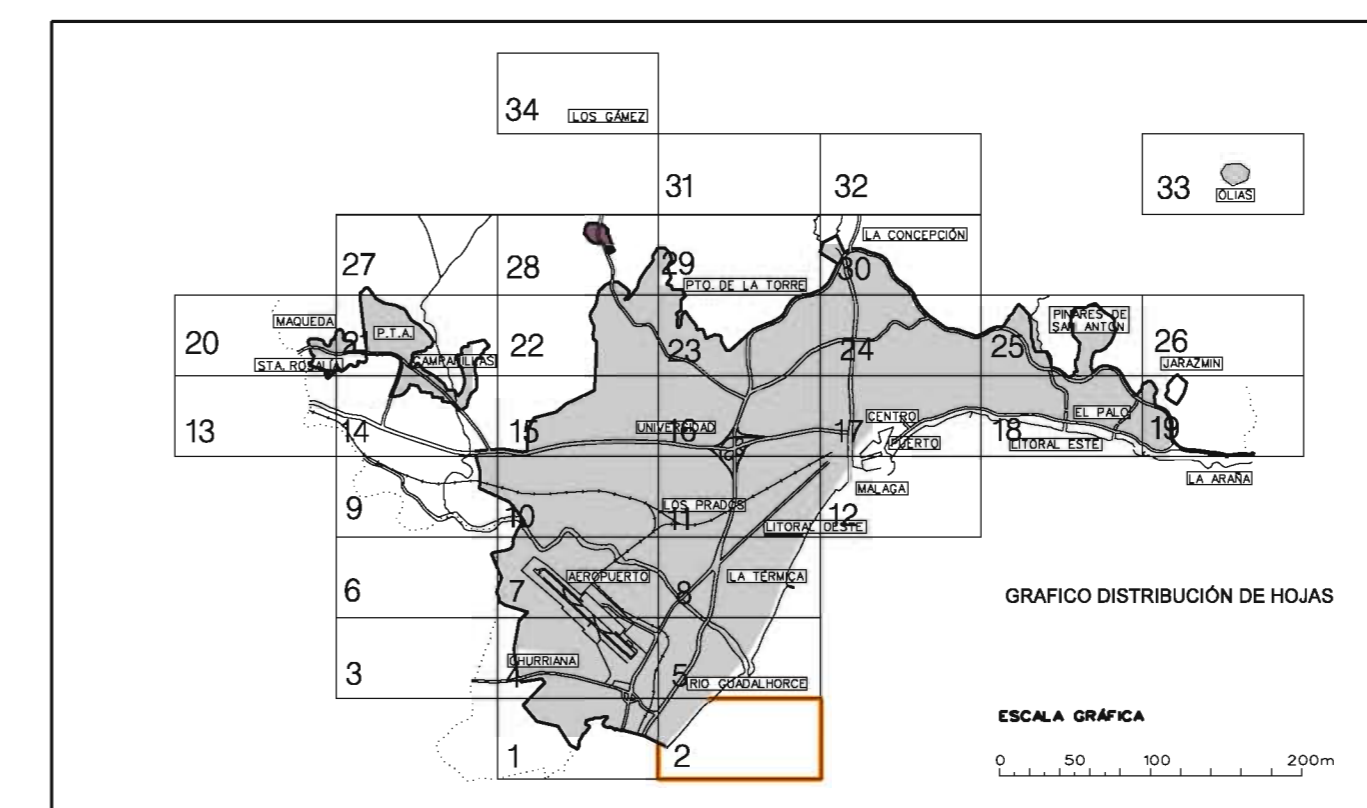 34 LOS GÁMEZ
31 32 33
OLIAS
LA CONCEPCIÓN
27 28 29 30
PTO. DE LA TORRE
MAQUEDA
P.T.A.
PINARES DE
SAN ANTÓN
20 21 22 23 24 25 26
STA. ROSALÍA
CAMPANILLAS
JARAZMIN
CENTRO
EL PALO
13 14 15 UNIVERSIDAD 16 17 18 19
PUERTO
LITORAL ESTE
LA ARAÑA
MALAGA
9 10 LOS PRADOS 11 12
LITORAL OESTE
AEROPUERTO
LA TÉRMICA
6 7 8
GRAFICO DISTRIBUCIÓN DE HOJAS
CHURRIANA
3 4 5 RIO GUADALHORCE
ESCALA GRÁFICA
1 2
0 50 100 200m